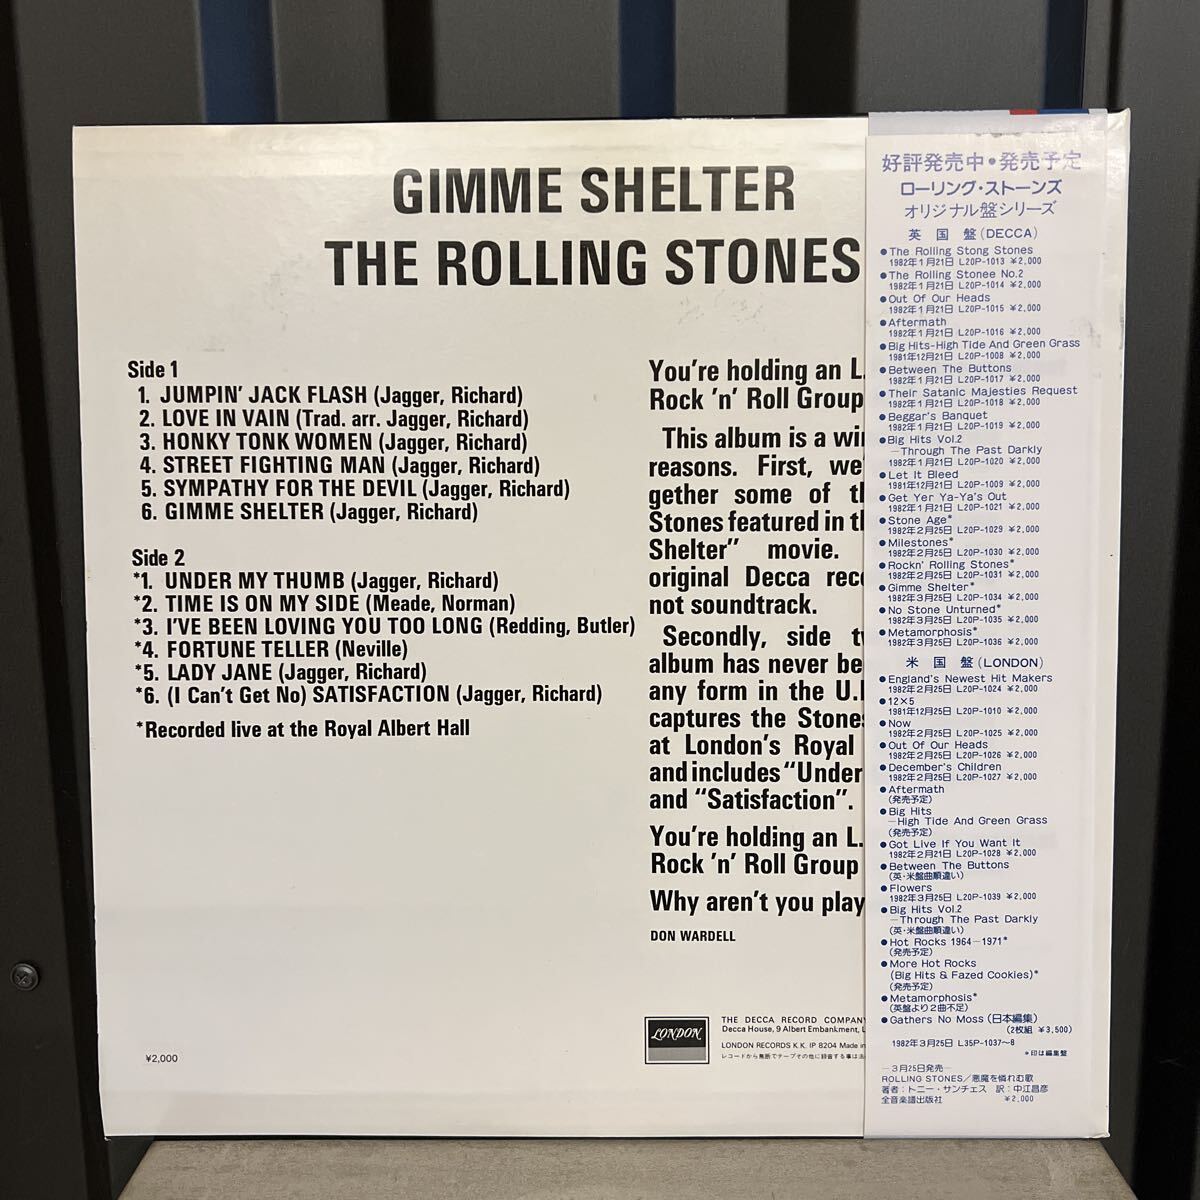 GIMME SHELTER
THE ROLLING STONES
Side 1
1. JUMPIN' JACK FLASH (Jagger, Richard)
2. LOVE IN VAIN (Trad. arr. Jagger, Richard)
3. HONKY TONK WOMEN (Jagger, Richard)
4. STREET FIGHTING MAN (Jagger, Richard)
5. SYMPATHY FOR THE DEVIL (Jagger, Richard)
6. GIMME SHELTER (Jagger, Richard)
Side 2
*1. UNDER MY THUMB (Jagger, Richard)
*2. TIME IS ON MY SIDE (Meade, Norman)
*3. I'VE BEEN LOVING YOU TOO LONG (Redding, Butler)
*4. FORTUNE TELLER (Neville)
*5. LADY JANE (Jagger, Richard)
*6. (I Can't Get No) SATISFACTION (Jagger, Richard)
*Recorded live at the Royal Albert Hall
¥2,000
You're holding an L.
Rock 'n' Roll Group
This album is a wi
reasons. First, we
gether some of
Stones featured in
Shelter" movie.
original Decca rec
not soundtrack.
Secondly, side
album has never be
any form in the U.
captures the Stones
at London's Royal
and includes "Under
and "Satisfaction".
You're holding an L.
Rock 'n' Roll Group
Why aren't you play
DON WARDELL
LONDON
THE DECCA RECORD COMPANY
Decca House, 9 Albert Embankment,
LONDON RECORDS K.K. IP 8204 Made in
レコードから無断でテープその他に録音する事は法
好評発売中・発売予定
ローリング・ストーンズ
オリジナル盤シリーズ
英国盤(DECCA)
●The Rolling Stong Stones
1982年1月21日 L20P-1013 ¥2,000
●The Rolling Stonee No.2
1982年1月21日 L20P-1014 ¥2,000
●Out Of Our Heads
1982年1月21日 L20P-1015 ¥2,000
●Aftermath
1982年1月21日 L20P-1016 ¥2,000
●Big Hits-High Tide And Green Grass
1981年12月21日 L20P-1008 ¥2,000
●Between The Buttons
1982年1月21日 L20P-1017 ¥2,000
●Their Satanic Majesties Request
1982年1月21日 L20P-1018 ¥2,000
●Beggar's Banquet
1982年1月21日 L20P-1019 ¥2,000
●Big Hits Vol.2
—Through The Past Darkly
1982年1月21日 L20P-1020 ¥2,000
●Let It Bleed
1981年12月21日 L20P-1009 ¥2,000
●Get Yer Ya-Ya's Out
1982年1月21日 L20P-1021 ¥2,000
●Stone Age*
1982年2月25日 L20P-1029 ¥2,000
●Milestones*
1982年2月25日 L20P-1030 ¥2,000
●Rockn' Rolling Stones*
1982年2月25日 L20P-1031 ¥2,000
●Gimme Shelter*
1982年3月25日 L20P-1034 ¥2,000
●No Stone Unturned*
1982年3月25日 L20P-1035 ¥2,000
●Metamorphosis*
1982年3月25日 L20P-1036 ¥2,000
米国盤(LONDON)
●England's Newest Hit Makers
1982年2月25日 L20P-1024 ¥2,000
●12×5
1981年12月25日 L20P-1010 ¥2,000
●Now
1982年2月25日 L20P-1025 ¥2,000
●Out Of Our Heads
1982年2月25日 L20P-1026 ¥2,000
●December's Children
1982年2月25日 L20P-1027 ¥2,000
●Aftermath
(発売予定)
●Big Hits
—High Tide And Green Grass
(発売予定)
●Got Live If You Want It
1982年2月21日 L20P-1028 ¥2,000
●Between The Buttons
(英・米盤曲順違い)
●Flowers
1982年3月25日 L20P-1039 ¥2,000
●Big Hits Vol.2
—Through The Past Darkly
(英・米盤曲順違い)
●Hot Rocks 1964—1971*
(発売予定)
●More Hot Rocks
(Big Hits & Fazed Cookies)*
(発売予定)
●Metamorphosis*
(英盤より2曲不足)
●Gathers No Moss (日本編集)
(2枚組 ¥3,500)
1982年3月25日 L35P-1037~8
*印は編集盤
—3月25日発売—
ROLLING STONES/悪魔を憐れむ歌
著者:トニー・サンチェス 訳:中江昌彦
全音楽譜出版社 ¥2,000